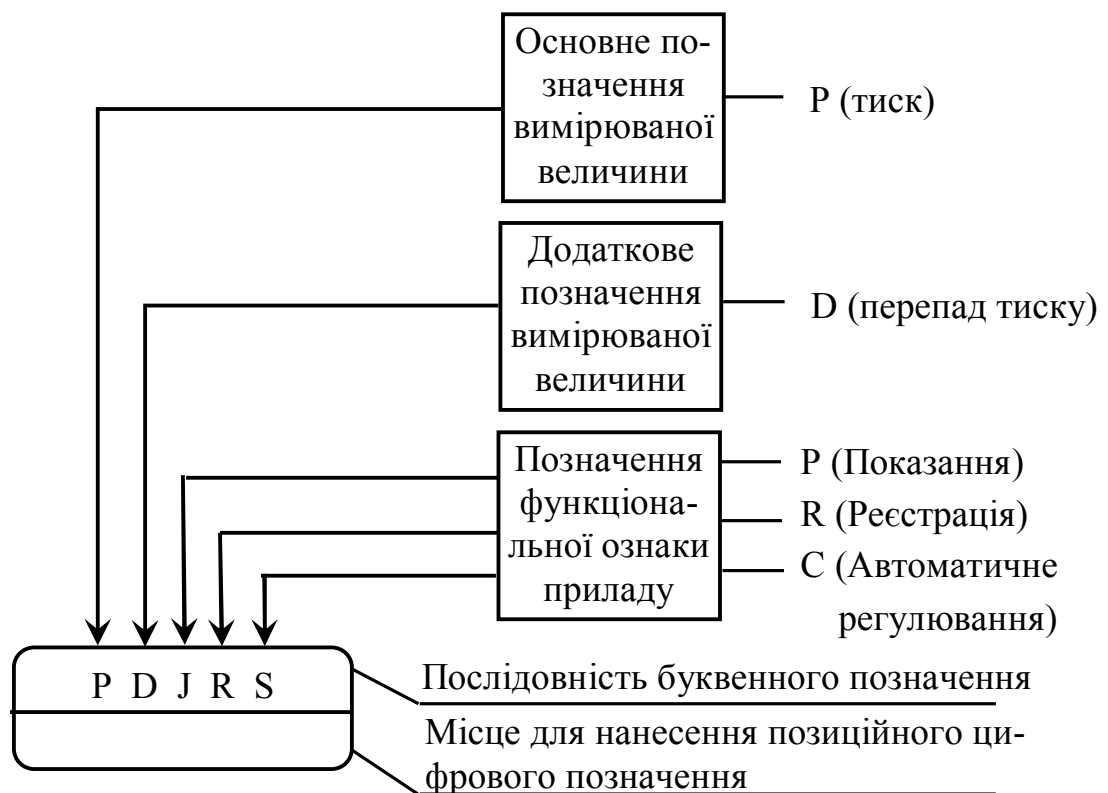 Основне по-
значення
вимірюваної
величини
P (тиск)
Додаткове
позначення
вимірюваної
величини
D (перепад тиску)
Позначення
функціона-
льної ознаки
приладу
P (Показання)
R (Реєстрація)
C (Автоматичне
регулювання)
P D J R S
Послідовність буквенного позначення
Місце для нанесення позиційного ци-
фрового позначення